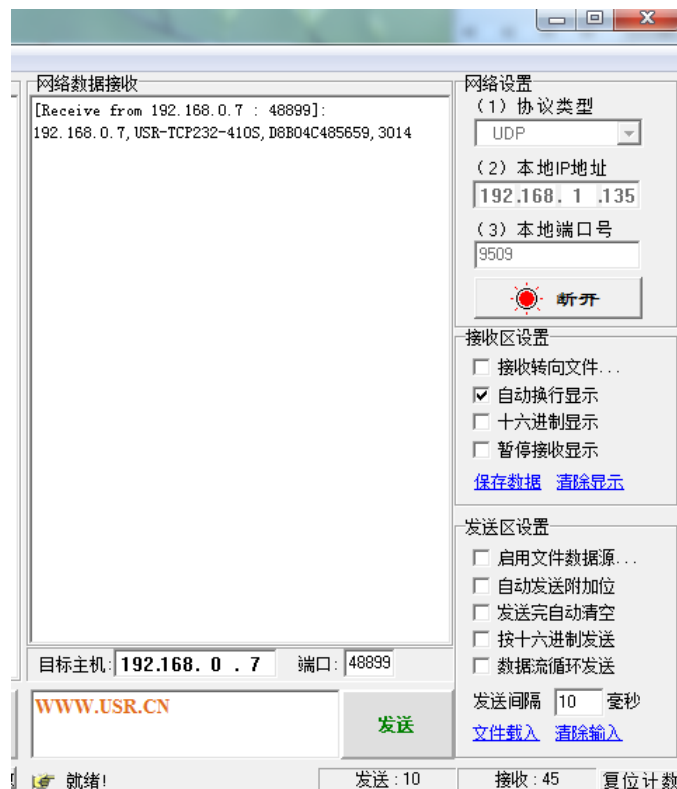 网络数据接收
[Receive from 192.168.0.7 : 48899]:
192.168.0.7,USR-TCP232-410S,D8B04C485659,3014
网络设置
（1）协议类型
UDP
（2）本地IP地址
192.168. 1 .135
（3）本地端口号
9509
断开
接收区设置
接收转向文件...
自动换行显示
十六进制显示
暂停接收显示
保存数据 清除显示
发送区设置
启用文件数据源...
自动发送附加位
发送完自动清空
按十六进制发送
数据流循环发送
发送间隔 10 毫秒
文件载入 清除输入
目标主机: 192.168. 0 . 7 端口: 48899
WWW.USR.CN
发送
就绪! 发送 : 10 接收 : 45 复位计数